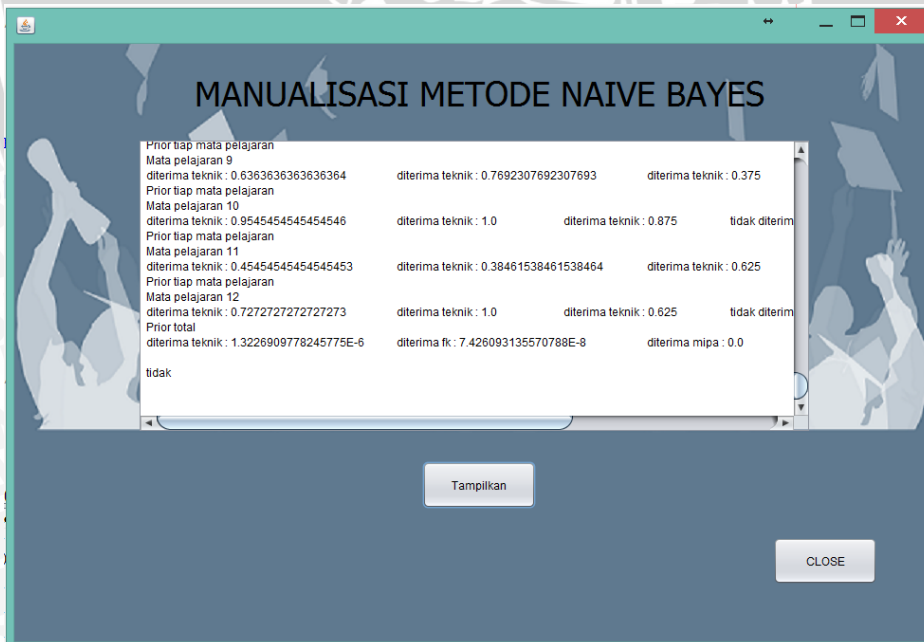 MANUALISASI METODE NAIVE BAYES
Prior tiap mata pelajaran
Mata pelajaran 9
diterima teknik : 0.6363636363636364 diterima teknik : 0.7692307692307693 diterima teknik : 0.375
Prior tiap mata pelajaran
Mata pelajaran 10
diterima teknik : 0.9545454545454546 diterima teknik : 1.0 diterima teknik : 0.875 tidak diterim
Prior tiap mata pelajaran
Mata pelajaran 11
diterima teknik : 0.45454545454545453 diterima teknik : 0.38461538461538464 diterima teknik : 0.625
Prior tiap mata pelajaran
Mata pelajaran 12
diterima teknik : 0.7272727272727273 diterima teknik : 1.0 diterima teknik : 0.625 tidak diterim
Prior total
diterima teknik : 1.3226909778245775E-6 diterima fk : 7.426093135570788E-8 diterima mipa : 0.0
tidak
Tampilkan
CLOSE